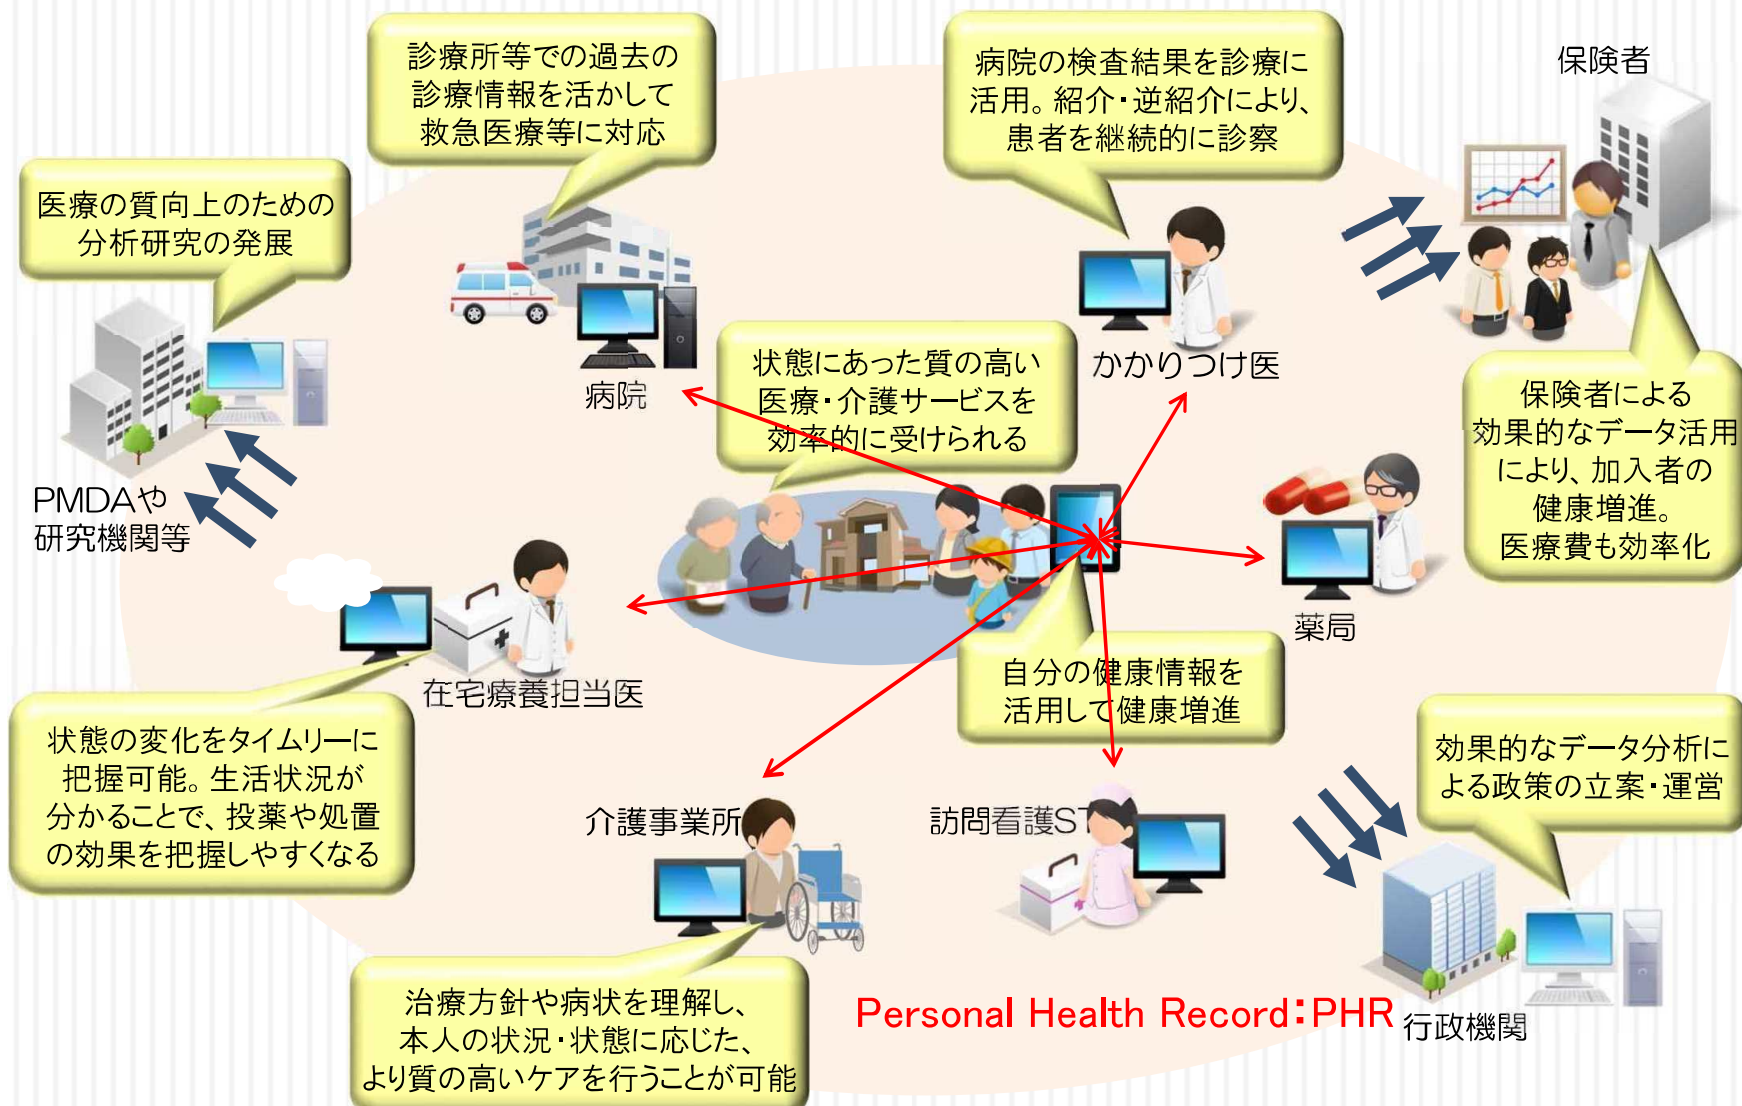 診療所等での過去の
診療情報を活かして
救急医療等に対応
病院の検査結果を診療に
活用。紹介・逆紹介により、
患者を継続的に診察
保険者
医療の質向上のための
分析研究の発展
病院
状態にあった質の高い
医療・介護サービスを
効率的に受けられる
かかりつけ医
保険者による
効果的なデータ活用
により、加入者の
健康増進。
医療費も効率化
PMDAや
研究機関等
薬局
在宅療養担当医
自分の健康情報を
活用して健康増進
状態の変化をタイムリーに
把握可能。生活状況が
分かることで、投薬や処置
の効果を把握しやすくなる
効果的なデータ分析に
よる政策の立案・運営
介護事業所
訪問看護ST
治療方針や病状を理解し、
本人の状況・状態に応じた、
より質の高いケアを行うことが可能
Personal Health Record：PHR
行政機関